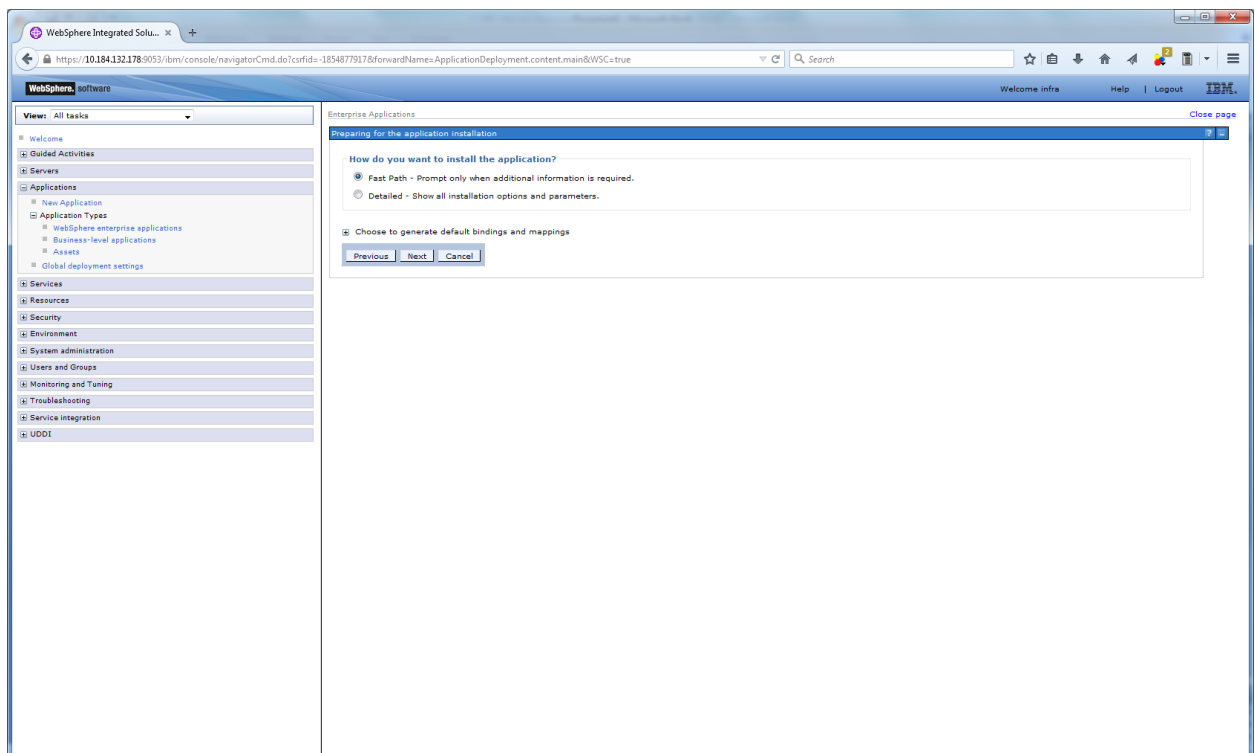 WebSphere Integrated Solu...
https://10.184.132.178:9053/ibm/console/navigatorCmd.do?csrfid=-1854877917&forwardName=ApplicationDeployment.content.main&WSC=true
Search
2
WebSphere. software
Welcome infra
Help | Logout
IBM.
View: All tasks
Welcome
Guided Activities
Servers
Applications
New Application
Application Types
WebSphere enterprise applications
Business-level applications
Assets
Global deployment settings
Services
Resources
Security
Environment
System administration
Users and Groups
Monitoring and Tuning
Troubleshooting
Service integration
UDDI
Enterprise Applications
Close page
Preparing for the application installation
How do you want to install the application?
Fast Path - Prompt only when additional information is required.
Detailed - Show all installation options and parameters.
Choose to generate default bindings and mappings
Previous Next Cancel